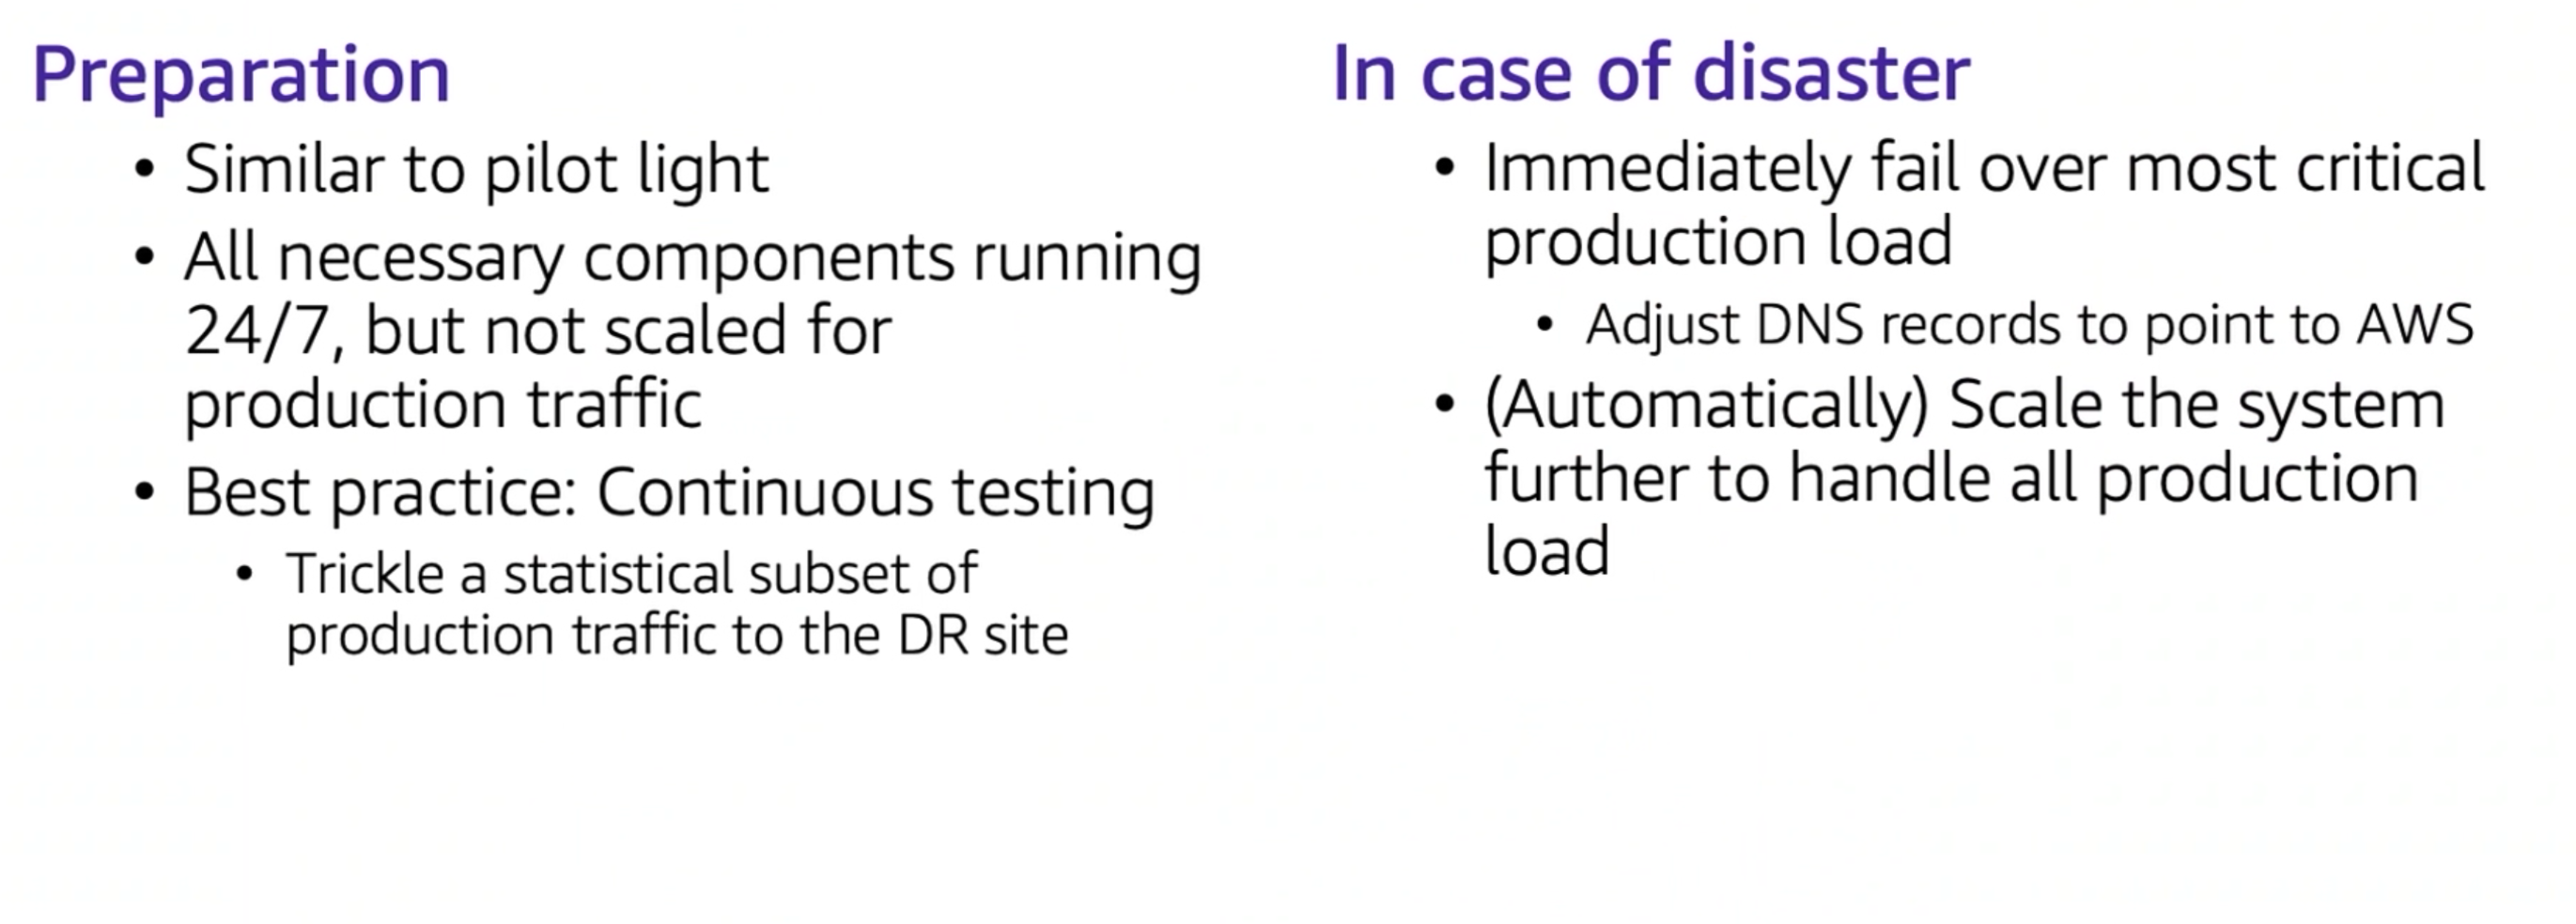 Preparation
• Similar to pilot light
• All necessary components running
24/7, but not scaled for
production traffic
• Best practice: Continuous testing
• Trickle a statistical subset of
production traffic to the DR site
In case of disaster
• Immediately fail over most critical
production load
• Adjust DNS records to point to AWS
• (Automatically) Scale the system
further to handle all production
load